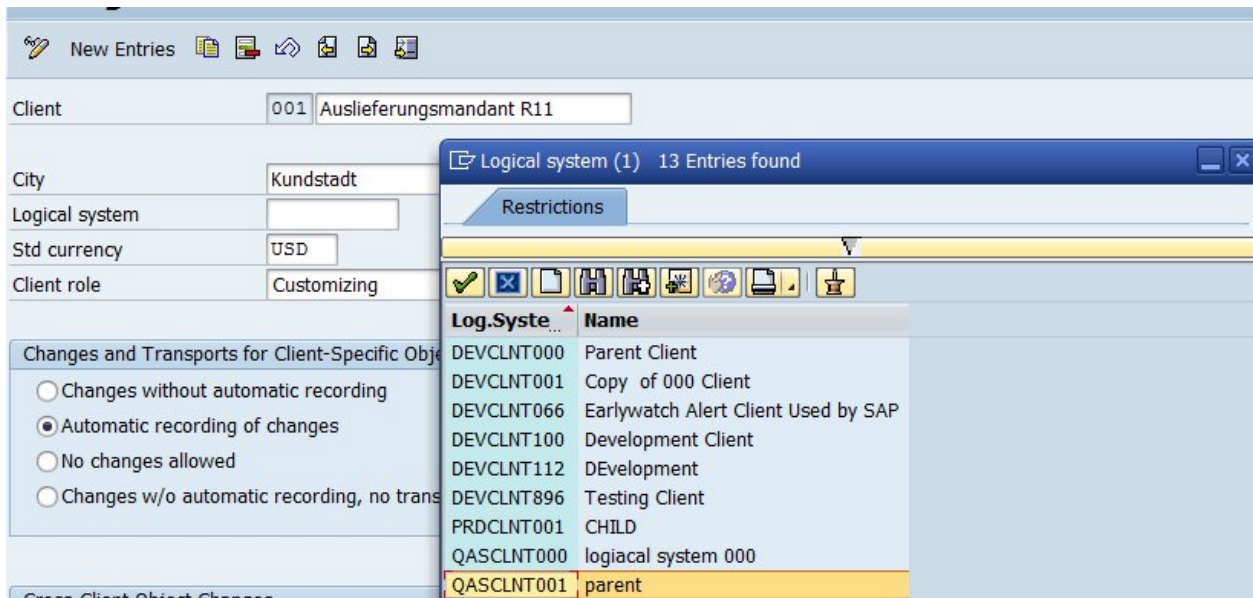 New Entries
Client 001 Auslieferungsmandant R11
City Kundstadt
Logical system
Std currency USD
Client role Customizing
Changes and Transports for Client-Specific Obje
Changes without automatic recording
Automatic recording of changes
No changes allowed
Changes w/o automatic recording, no trans
Logical system (1) 13 Entries found
Restrictions
Log.Syste... Name
DEVCLNT000 Parent Client
DEVCLNT001 Copy of 000 Client
DEVCLNT066 Earlywatch Alert Client Used by SAP
DEVCLNT100 Development Client
DEVCLNT112 DEvelopment
DEVCLNT896 Testing Client
PRDCLNT001 CHILD
QASCLNT000 logiacal system 000
QASCLNT001 parent